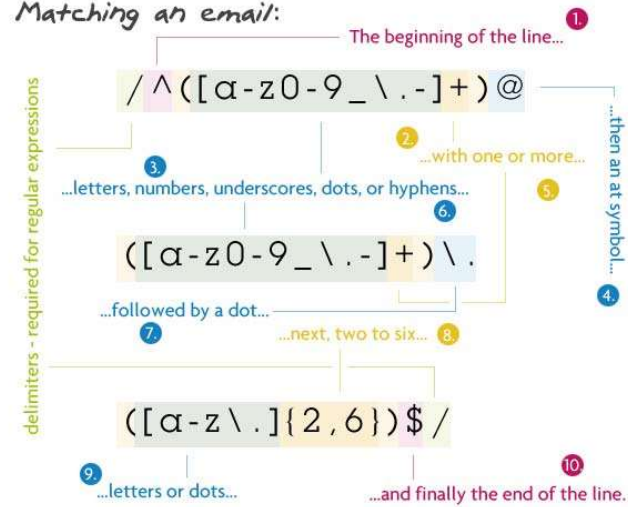 Matching an email:
1.
The beginning of the line...
/^([a-z0-9_\.-]+)@
2.
...with one or more...
3.
...letters, numbers, underscores, dots, or hyphens...
...then an at symbol...
4.
5.
6.
([a-z0-9_\.-]+)\.
...followed by a dot...
7.
...next, two to six...
8.
delimiters - required for regular expressions
([a-z\.]{2,6})$/
9.
...letters or dots...
10.
...and finally the end of the line.